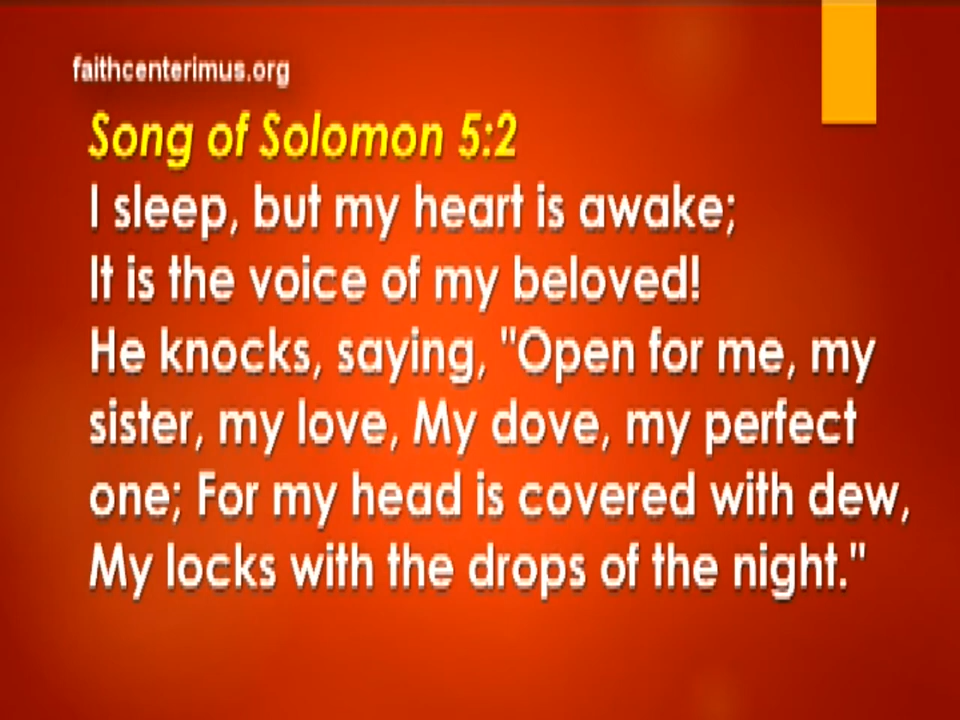 faithcenterimus.org
Song of Solomon 5:2
I sleep, but my heart is awake;
It is the voice of my beloved!
He knocks, saying, "Open for me, my
sister, my love, My dove, my perfect
one; For my head is covered with dew,
My locks with the drops of the night."